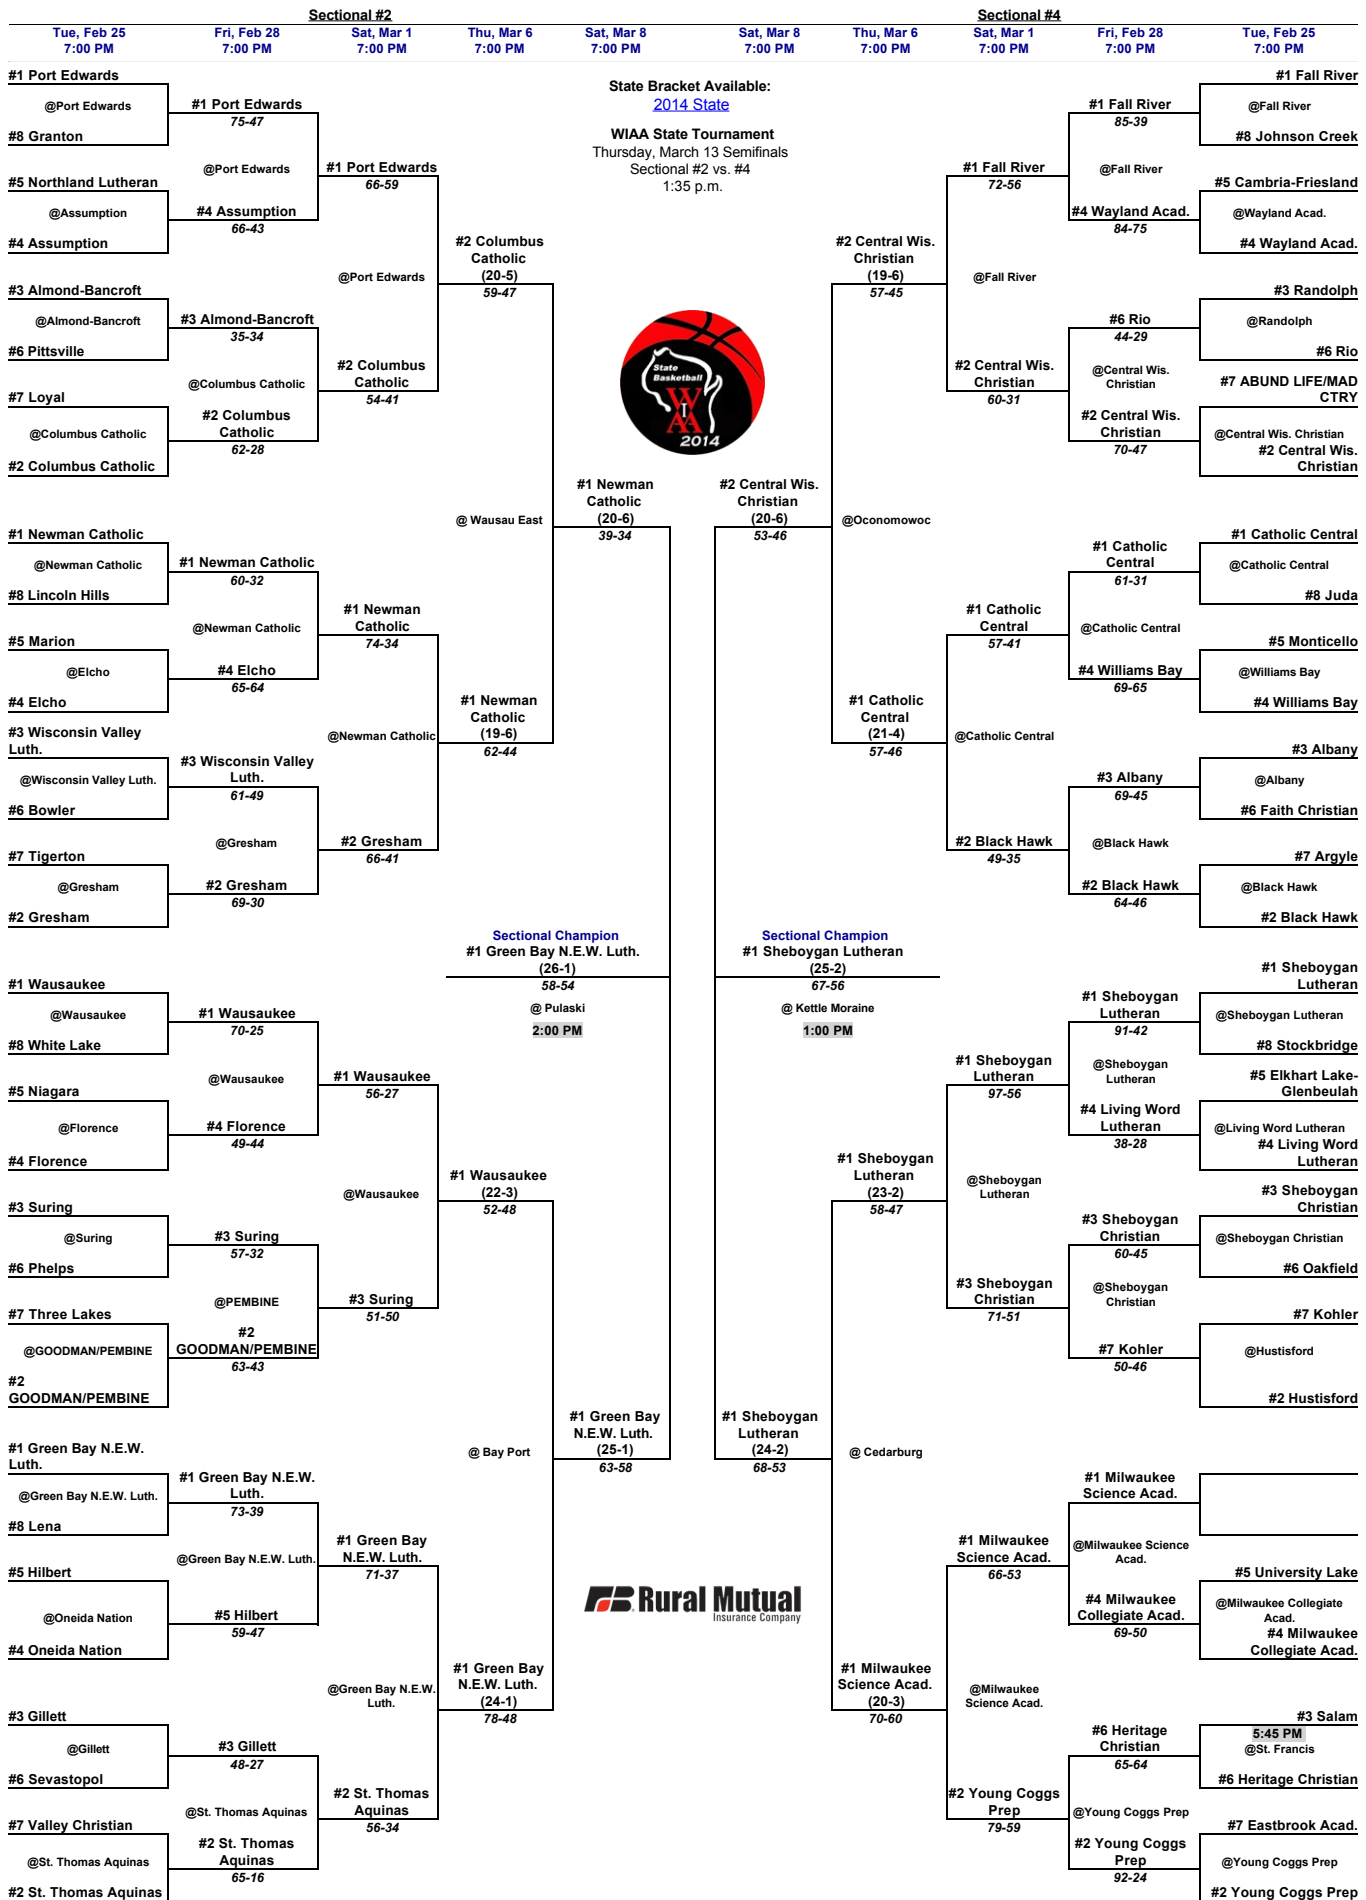 Sectional #2
Sectional #4
Tue, Feb 25
7:00 PM
Fri, Feb 28
7:00 PM
Sat, Mar 1
7:00 PM
Thu, Mar 6
7:00 PM
Sat, Mar 8
7:00 PM
Sat, Mar 8
7:00 PM
Thu, Mar 6
7:00 PM
Sat, Mar 1
7:00 PM
Fri, Feb 28
7:00 PM
Tue, Feb 25
7:00 PM
#1 Port Edwards
@Port Edwards
#8 Granton
#5 Northland Lutheran
@Assumption
#4 Assumption
#3 Almond-Bancroft
@Almond-Bancroft
#6 Pittsville
#7 Loyal
@Columbus Catholic
#2 Columbus Catholic
#1 Newman Catholic
@Newman Catholic
#8 Lincoln Hills
#5 Marion
@Elcho
#4 Elcho
#3 Wisconsin Valley
Luth.
@Wisconsin Valley Luth.
#6 Bowler
#7 Tigerton
@Gresham
#2 Gresham
#1 Wausaukee
@Wausaukee
#8 White Lake
#5 Niagara
@Florence
#4 Florence
#3 Suring
@Suring
#6 Phelps
#7 Three Lakes
@GOODMAN/PEMBINE
#2
GOODMAN/PEMBINE
#1 Green Bay N.E.W.
Luth.
@Green Bay N.E.W. Luth.
#8 Lena
#5 Hilbert
@Oneida Nation
#4 Oneida Nation
#3 Gillett
@Gillett
#6 Sevastopol
#7 Valley Christian
@St. Thomas Aquinas
#2 St. Thomas Aquinas
#1 Port Edwards
75-47
@Port Edwards
#4 Assumption
66-43
#3 Almond-Bancroft
35-34
@Columbus Catholic
#2 Columbus
Catholic
62-28
#1 Newman Catholic
60-32
@Newman Catholic
#4 Elcho
65-64
#3 Wisconsin Valley
Luth.
61-49
@Gresham
#2 Gresham
69-30
#1 Wausaukee
70-25
@Wausaukee
#4 Florence
49-44
#3 Suring
57-32
@PEMBINE
#2
GOODMAN/PEMBINE
63-43
#1 Green Bay N.E.W.
Luth.
73-39
@Green Bay N.E.W. Luth.
#5 Hilbert
59-47
#3 Gillett
48-27
@St. Thomas Aquinas
#2 St. Thomas
Aquinas
65-16
#1 Port Edwards
66-59
@Port Edwards
#2 Columbus
Catholic
54-41
#1 Newman
Catholic
74-34
@Newman Catholic
#2 Gresham
66-41
#1 Wausaukee
56-27
@Wausaukee
#3 Suring
51-50
#1 Green Bay
N.E.W. Luth.
71-37
@Green Bay N.E.W.
Luth.
#2 St. Thomas
Aquinas
56-34
#2 Columbus
Catholic
(20-5)
59-47
@ Wausau East
#1 Newman
Catholic
(19-6)
62-44
#1 Wausaukee
(22-3)
52-48
@ Bay Port
#1 Green Bay
N.E.W. Luth.
(24-1)
78-48
#1 Newman
Catholic
(20-6)
39-34
Sectional Champion
#1 Green Bay N.E.W. Luth.
(26-1)
58-54
@ Pulaski
2:00 PM
#1 Green Bay
N.E.W. Luth.
(25-1)
63-58
State Bracket Available:
2014 State
WIAA State Tournament
Thursday, March 13 Semifinals
Sectional #2 vs. #4
1:35 p.m.
State
Basketball
WIAA
2014
Rural Mutual
Insurance Company
#2 Central Wis.
Christian
(20-6)
53-46
Sectional Champion
#1 Sheboygan Lutheran
(25-2)
67-56
@ Kettle Moraine
1:00 PM
#1 Sheboygan
Lutheran
(24-2)
68-53
#2 Central Wis.
Christian
(19-6)
57-45
@Oconomowoc
#1 Catholic
Central
(21-4)
57-46
#1 Sheboygan
Lutheran
(23-2)
58-47
@ Cedarburg
#1 Milwaukee
Science Acad.
(20-3)
70-60
#1 Fall River
72-56
@Fall River
#2 Central Wis.
Christian
60-31
#1 Catholic
Central
57-41
@Catholic Central
#2 Black Hawk
49-35
#1 Sheboygan
Lutheran
97-56
@Sheboygan
Lutheran
#3 Sheboygan
Christian
71-51
#1 Milwaukee
Science Acad.
66-53
@Milwaukee
Science Acad.
#2 Young Coggs
Prep
79-59
#1 Fall River
85-39
@Fall River
#4 Wayland Acad.
84-75
#6 Rio
44-29
@Central Wis.
Christian
#2 Central Wis.
Christian
70-47
#1 Catholic
Central
61-31
@Catholic Central
#4 Williams Bay
69-65
#3 Albany
69-45
@Black Hawk
#2 Black Hawk
64-46
#1 Sheboygan
Lutheran
91-42
@Sheboygan
Lutheran
#4 Living Word
Lutheran
38-28
#3 Sheboygan
Christian
60-45
@Sheboygan
Christian
#7 Kohler
50-46
#1 Milwaukee
Science Acad.
@Milwaukee Science
Acad.
#4 Milwaukee
Collegiate Acad.
69-50
#6 Heritage
Christian
65-64
@Young Coggs Prep
#2 Young Coggs
Prep
92-24
#1 Fall River
@Fall River
#8 Johnson Creek
#5 Cambria-Friesland
@Wayland Acad.
#4 Wayland Acad.
#3 Randolph
@Randolph
#6 Rio
#7 ABUND LIFE/MAD
CTRY
@Central Wis. Christian
#2 Central Wis.
Christian
#1 Catholic Central
@Catholic Central
#8 Juda
#5 Monticello
@Williams Bay
#4 Williams Bay
#3 Albany
@Albany
#6 Faith Christian
#7 Argyle
@Black Hawk
#2 Black Hawk
#1 Sheboygan
Lutheran
@Sheboygan Lutheran
#8 Stockbridge
#5 Elkhart Lake-
Glenbeulah
@Living Word Lutheran
#4 Living Word
Lutheran
#3 Sheboygan
Christian
@Sheboygan Christian
#6 Oakfield
#7 Kohler
@Hustisford
#2 Hustisford
#5 University Lake
@Milwaukee Collegiate
Acad.
#4 Milwaukee
Collegiate Acad.
#3 Salam
5:45 PM
@St. Francis
#6 Heritage Christian
#7 Eastbrook Acad.
@Young Coggs Prep
#2 Young Coggs Prep